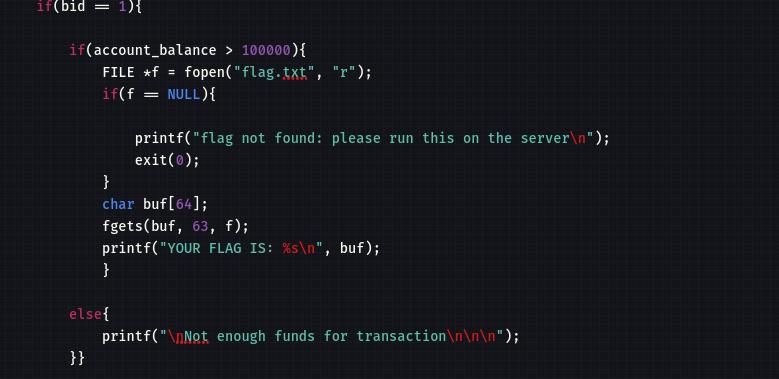 if(bid == 1){
if(account_balance > 100000){
FILE *f = fopen("flag.txt", "r");
if(f == NULL){
printf("flag not found: please run this on the server\n");
exit(0);
}
char buf[64];
fgets(buf, 63, f);
printf("YOUR FLAG IS: %s\n", buf);
}
else{
printf("\nNot enough funds for transaction\n\n\n");
}}